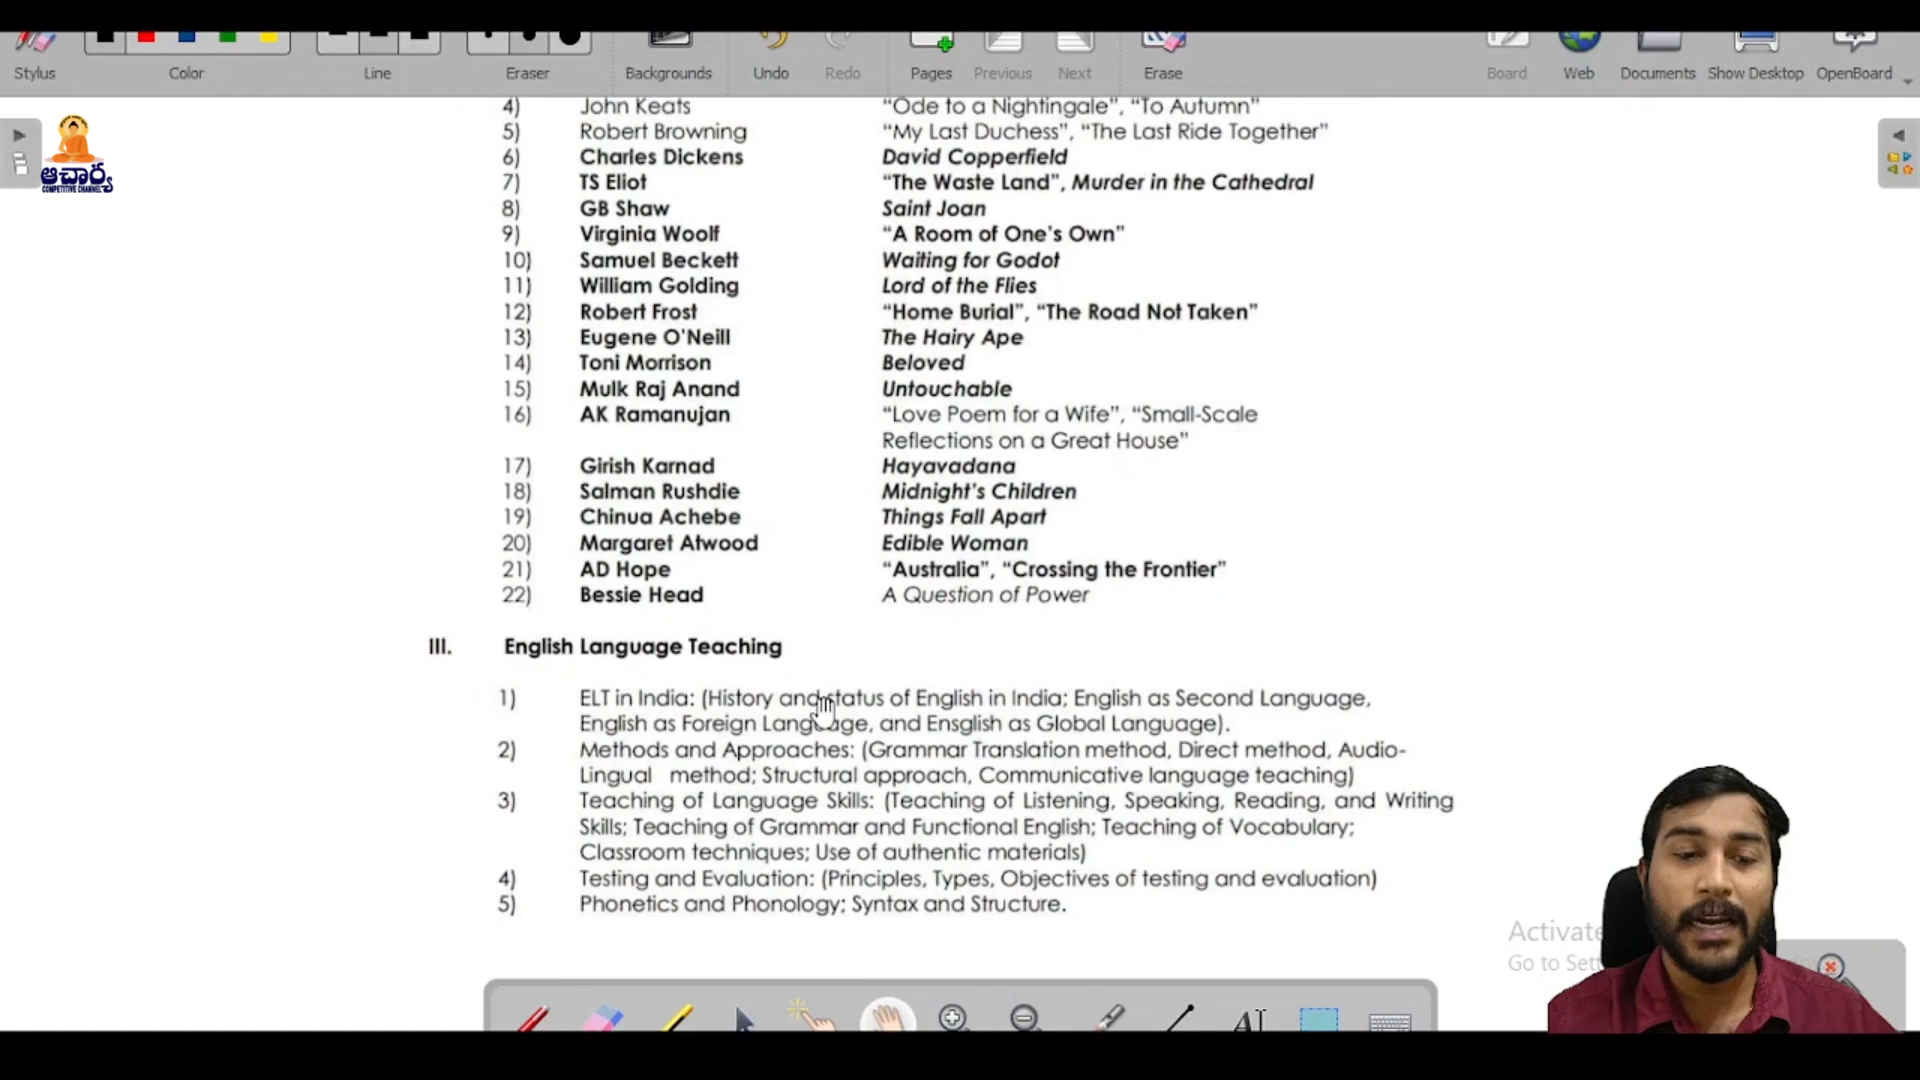 Stylus
Color
Line
Eraser
Backgrounds
Undo
Redo
Pages
Previous
Next
Erase
Board
Web
Documents
Show Desktop
OpenBoard
ఆచార్య
COMPETITIVE CHANNEL
4) John Keats “Ode to a Nightingale”, “To Autumn”
5) Robert Browning “My Last Duchess”, “The Last Ride Together”
6) Charles Dickens David Copperfield
7) TS Eliot “The Waste Land”, Murder in the Cathedral
8) GB Shaw Saint Joan
9) Virginia Woolf “A Room of One’s Own”
10) Samuel Beckett Waiting for Godot
11) William Golding Lord of the Flies
12) Robert Frost “Home Burial”, “The Road Not Taken”
13) Eugene O’Neill The Hairy Ape
14) Toni Morrison Beloved
15) Mulk Raj Anand Untouchable
16) AK Ramanujan “Love Poem for a Wife”, “Small-Scale
Reflections on a Great House”
17) Girish Karnad Hayavadana
18) Salman Rushdie Midnight’s Children
19) Chinua Achebe Things Fall Apart
20) Margaret Atwood Edible Woman
21) AD Hope “Australia”, “Crossing the Frontier”
22) Bessie Head A Question of Power
III. English Language Teaching
1) ELT in India: (History and status of English in India; English as Second Language,
English as Foreign Language, and Ensglish as Global Language).
2) Methods and Approaches: (Grammar Translation method, Direct method, Audio-
Lingual method; Structural approach, Communicative language teaching)
3) Teaching of Language Skills: (Teaching of Listening, Speaking, Reading, and Writing
Skills; Teaching of Grammar and Functional English; Teaching of Vocabulary;
Classroom techniques; Use of authentic materials)
4) Testing and Evaluation: (Principles, Types, Objectives of testing and evaluation)
5) Phonetics and Phonology; Syntax and Structure.
Activate
Go to